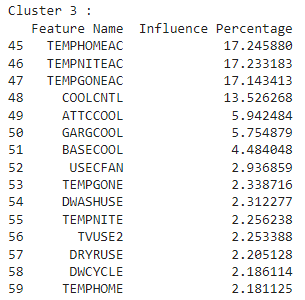 Cluster 3 :
Feature Name Influence Percentage
45 TEMPHOMEAC 17.245880
46 TEMPNITEAC 17.233183
47 TEMPGONEAC 17.143413
48 COOLCNTL 13.526268
49 ATTCCOOL 5.942484
50 GARGCOOL 5.754879
51 BASECOOL 4.484048
52 USECFAN 2.936859
53 TEMPGONE 2.338716
54 DWASHUSE 2.312277
55 TEMPNITE 2.256238
56 TVUSE2 2.253388
57 DRYRUSE 2.205128
58 DWCYCLE 2.186114
59 TEMPHOME 2.181125